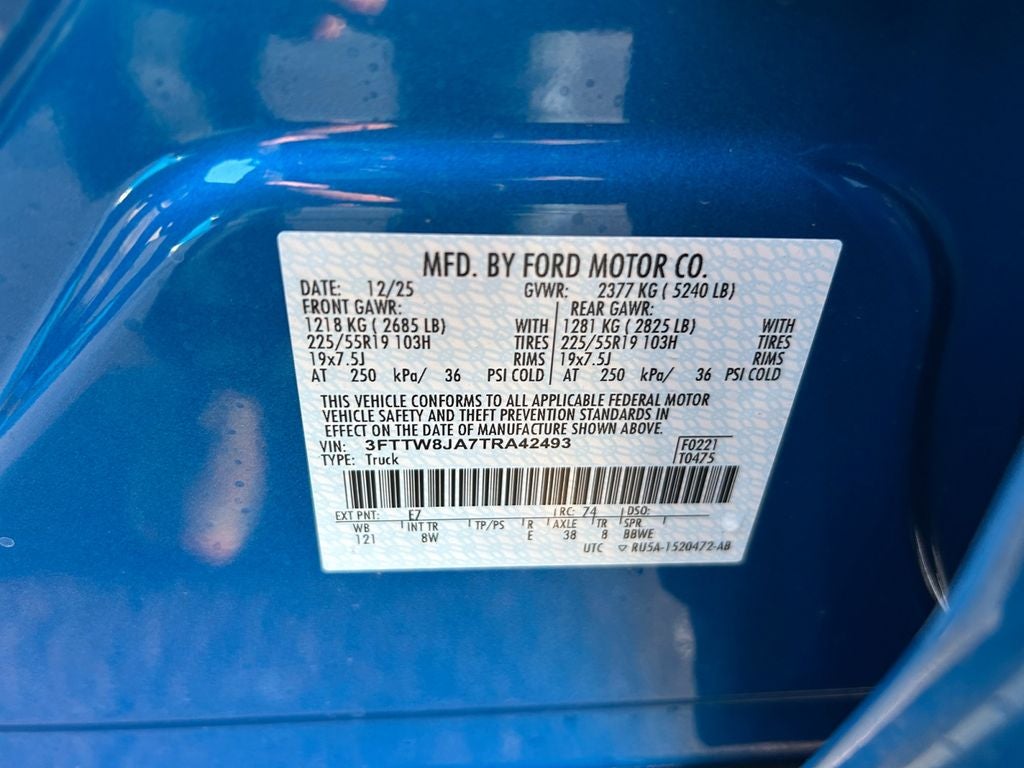 MFD. BY FORD MOTOR CO.
DATE: 12/25 GVWR: 2377 KG ( 5240 LB)
FRONT GAWR: REAR GAWR:
1218 KG ( 2685 LB) WITH 1281 KG ( 2825 LB) WITH
225/55R19 103H TIRES 225/55R19 103H TIRES
19x7.5J RIMS 19x7.5J RIMS
AT 250 kPa/ 36 PSI COLD AT 250 kPa/ 36 PSI COLD
THIS VEHICLE CONFORMS TO ALL APPLICABLE FEDERAL MOTOR
VEHICLE SAFETY AND THEFT PREVENTION STANDARDS IN
EFFECT ON THE DATE OF MANUFACTURE SHOWN ABOVE.
VIN: 3FTTW8JA7TRA42493 F0221
TYPE: Truck T0475
EXT PNT: E7 RC: 74 DSO:
WB INT TR TP/PS R AXLE TR SPR
121 8W E 38 8 BBWE
UTC ▽ RU5A-1520472-AB